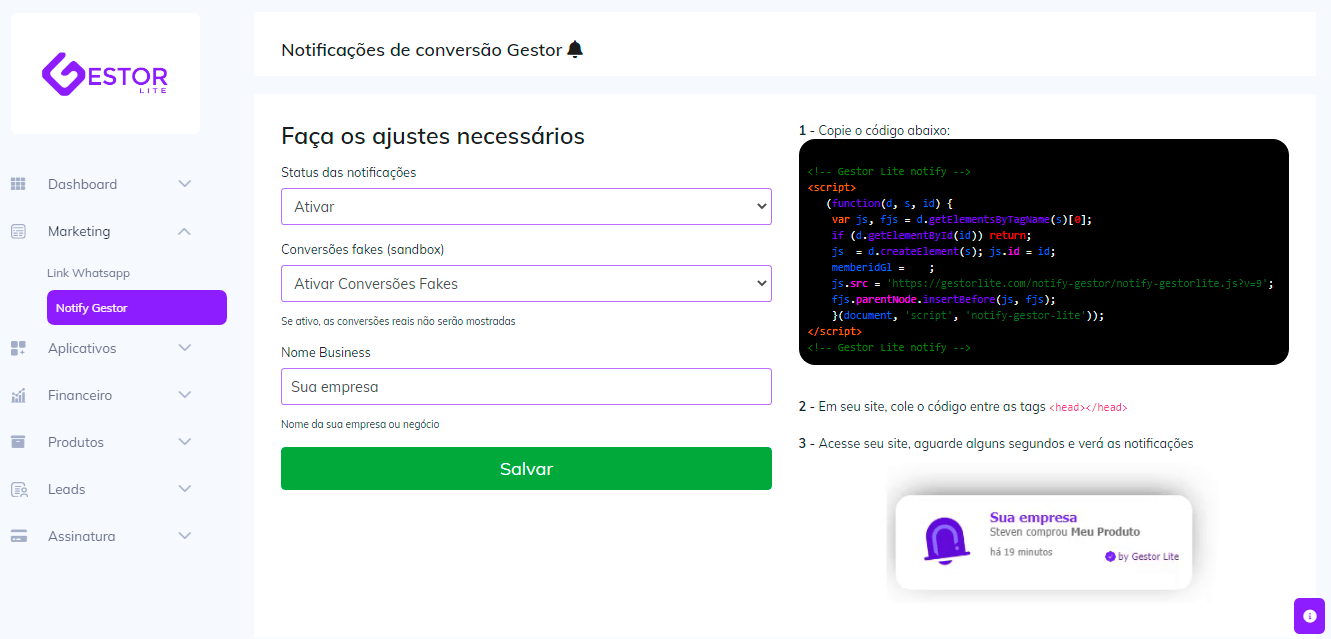 GESTOR
LITE
Dashboard
Marketing
Link Whatsapp
Notify Gestor
Aplicativos
Financeiro
Produtos
Leads
Assinatura
Notificações de conversão Gestor
Faça os ajustes necessários
Status das notificações
Ativar
Conversões fakes (sandbox)
Ativar Conversões Fakes
Se ativo, as conversões reais não serão mostradas
Nome Business
Sua empresa
Nome da sua empresa ou negócio
Salvar
1 - Copie o código abaixo:
<!-- Gestor Lite notify -->
<script>
(function(d, s, id) {
var js, fjs = d.getElementsByTagName(s)[0];
if (d.getElementById(id)) return;
js = d.createElement(s); js.id = id;
memberidGl = ;
js.src = 'https://gestorlite.com/notify-gestor/notify-gestorlite.js?v=9';
fjs.parentNode.insertBefore(js, fjs);
}(document, 'script', 'notify-gestor-lite'));
</script>
<!-- Gestor Lite notify -->
2 - Em seu site, cole o código entre as tags <head></head>
3 - Acesse seu site, aguarde alguns segundos e verá as notificações
Sua empresa
Steven comprou Meu Produto
há 19 minutos
by Gestor Lite